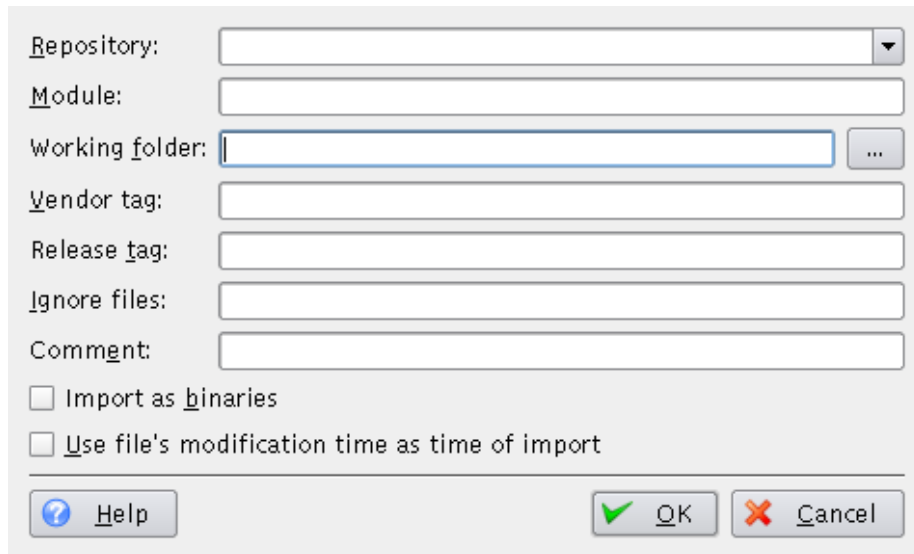 Repository:
Module:
Working folder:
...
Vendor tag:
Release tag:
Ignore files:
Comment:
Import as binaries
Use file's modification time as time of import
Help
OK
Cancel